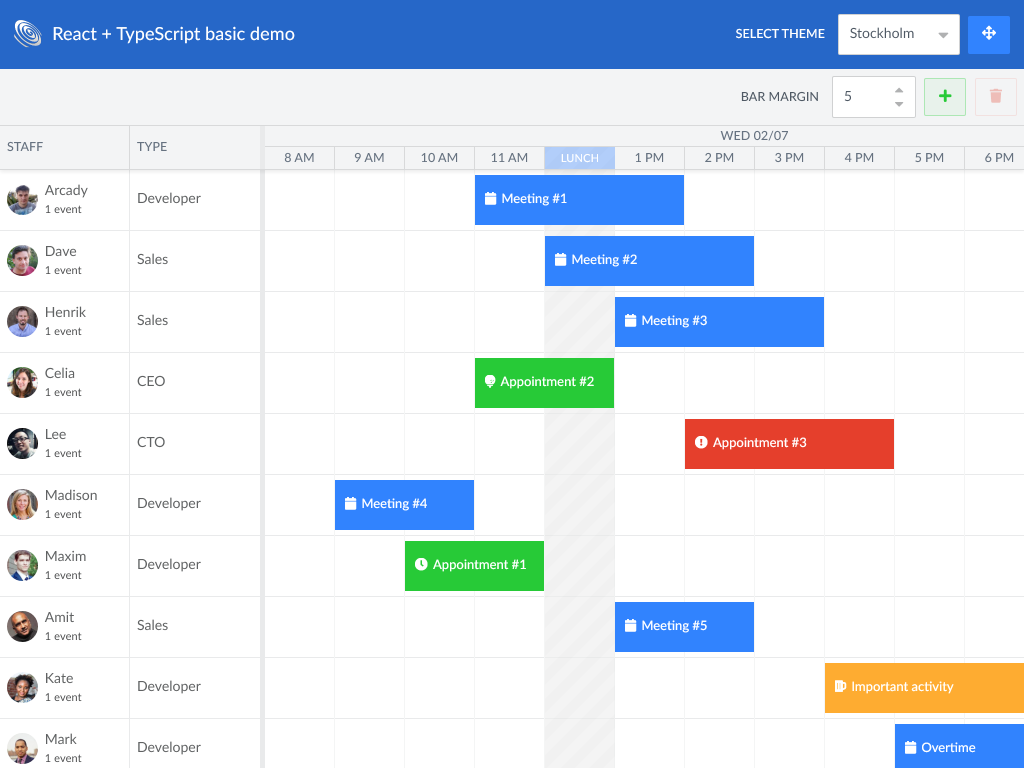 React + TypeScript basic demo
SELECT THEME
Stockholm
BAR MARGIN
5
STAFF
TYPE
WED 02/07
8 AM
9 AM
10 AM
11 AM
LUNCH
1 PM
2 PM
3 PM
4 PM
5 PM
6 PM
Arcady
1 event
Developer
Meeting #1
Dave
1 event
Sales
Meeting #2
Henrik
1 event
Sales
Meeting #3
Celia
1 event
CEO
Appointment #2
Lee
1 event
CTO
Appointment #3
Madison
1 event
Developer
Meeting #4
Maxim
1 event
Developer
Appointment #1
Amit
1 event
Sales
Meeting #5
Kate
1 event
Developer
Important activity
Mark
1 event
Developer
Overtime